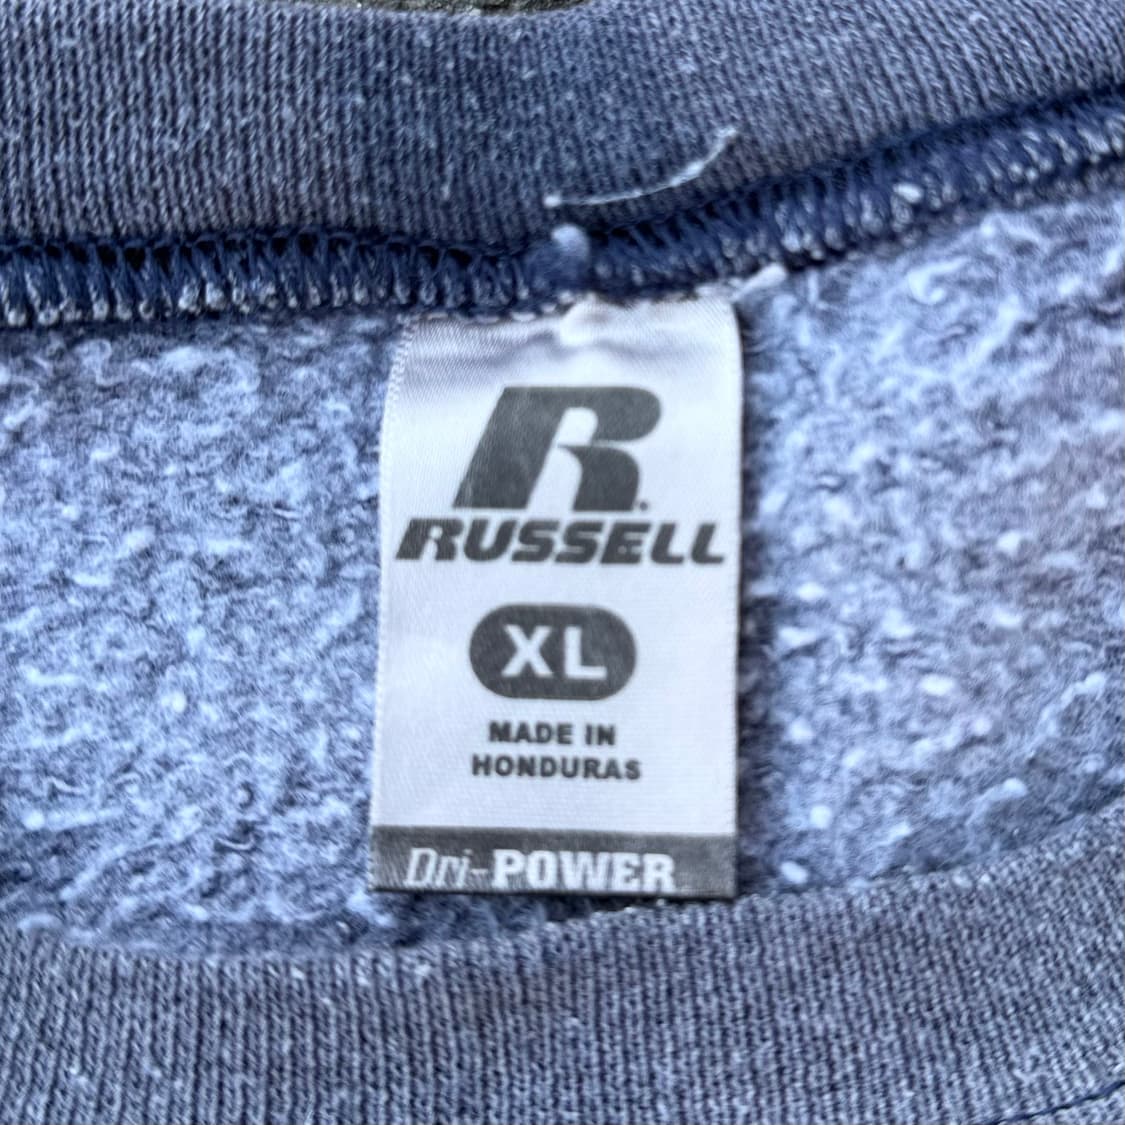 R
RUSSELL
XL
MADE IN
HONDURAS
Dri-POWER